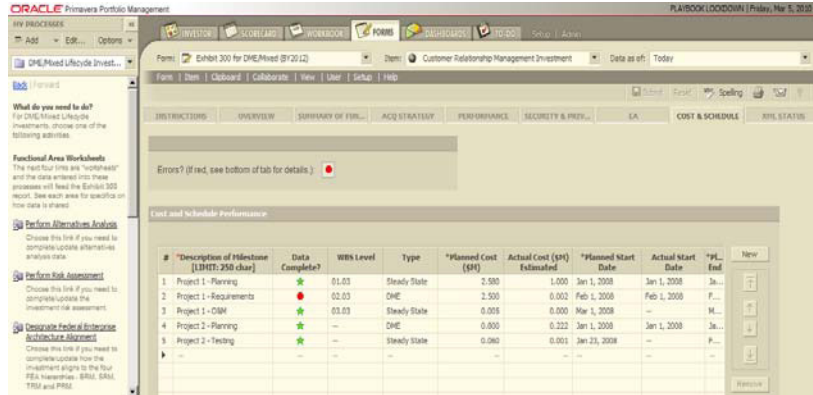 ORACLE Primavera Portfolio Management
PLAYBOOK LOCKDOWN | Friday, Mar 5, 2010
MY PROCESSES
Add Edit... Options
DME/Mixed Lifecycle Invest...
Back | Forward
What do you need to do?
For DME/Mixed Lifecycle
investments, choose one of the
following activities.
Functional Area Worksheets
The next four links are "worksheets"
and the data entered into these
processes will feed the Exhibit 300
report. See each area for specifics on
how data is shared.
Perform Alternatives Analysis
Choose this link if you need to
complete/update alternatives
analysis data.
Perform Risk Assessment
Choose this link if you need to
complete/update the
investment risk assessment.
Designate Federal Enterprise
Architecture Alignment
Choose this link if you need to
complete/update how the
investment aligns to the four
FEA hierarchies - BRM, SRM,
TRM and PRM.
INVESTOR SCORECARD WORKBOOK FORMS DASHBOARDS TO-DO Setup | Admin
Form: Exhibit 300 for DME/Mixed (BY2012) Item: Customer Relationship Management Investment Data as of: Today
Form | Item | Clipboard | Collaborate | View | User | Setup | Help
Submit Reset Spelling
INSTRUCTIONS OVERVIEW SUMMARY OF FUN... ACQ STRATEGY PERFORMANCE SECURITY & PRIV... EA COST & SCHEDULE XML STATUS
Errors? (If red, see bottom of tab for details.):
Cost and Schedule Performance
# *Description of Milestone [LIMIT: 250 char] Data Complete? WBS Level Type *Planned Cost ($M) Actual Cost ($M) Estimated *Planned Start Date Actual Start Date *Pl... End
New
1 Project 1 - Planning 01.03 Steady State 2.580 1.000 Jan 1, 2008 Jan 1, 2008 Ja...
2 Project 1 - Requirements 02.03 DME 2.500 0.002 Feb 1, 2008 Feb 1, 2008 F...
3 Project 1 - O&M 03.03 Steady State 0.005 0.000 Mar 1, 2008 -- M...
4 Project 2 - Planning -- DME 0.800 0.222 Jan 1, 2008 Jan 1, 2008 Ja...
5 Project 2 - Testing -- Steady State 0.060 0.001 Jan 23, 2008 -- F...
-- -- -- -- -- -- -- --
Remove